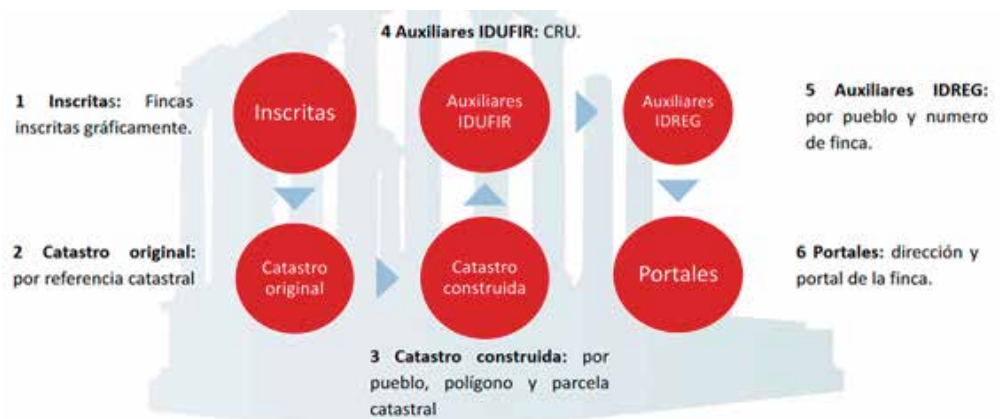 4 Auxiliares IDUFIR: CRU.
1 Inscritas: Fincas
inscritas gráficamente.
Inscritas
Auxiliares
IDUFIR
Auxiliares
IDREG
5 Auxiliares IDREG:
por pueblo y numero
de finca.
2 Catastro original:
por referencia catastral
Catastro
original
Catastro
construida
Portales
6 Portales: dirección y
portal de la finca.
3 Catastro construida: por
pueblo, polígono y parcela
catastral